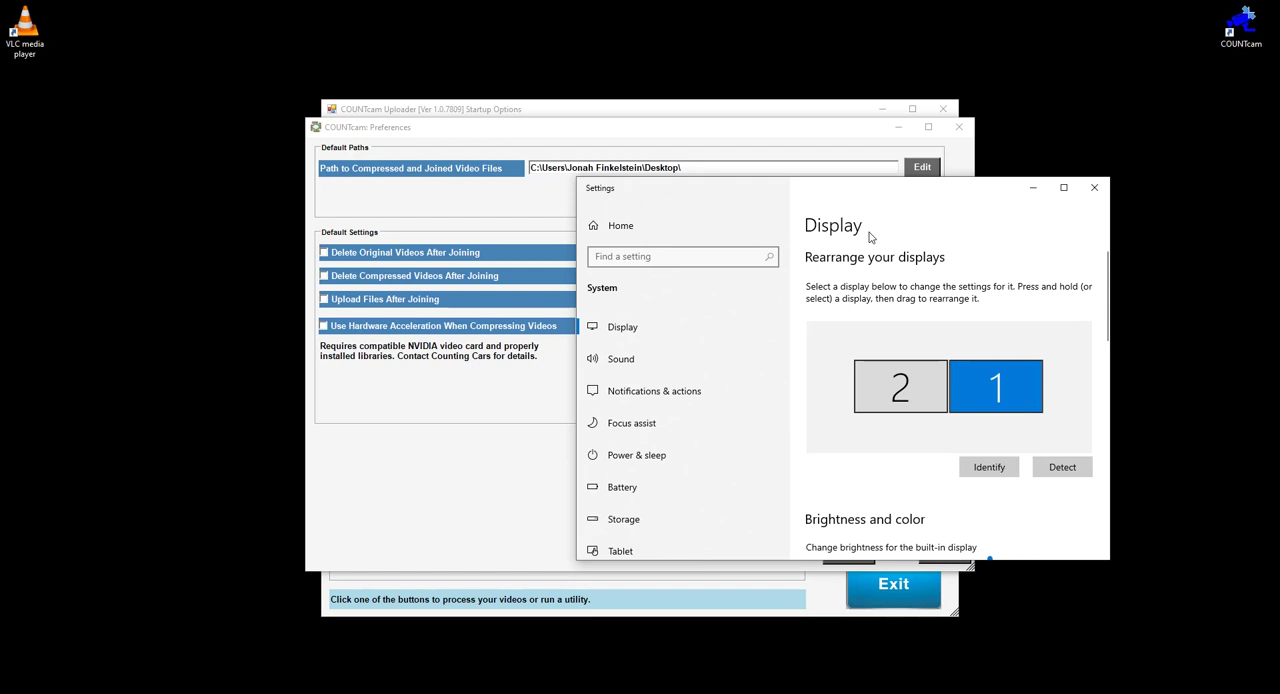 VLC media
player
COUNTcam
COUNTcam Uploader [Ver 1.0.7809] Startup Options
COUNTcam: Preferences
Default Paths
Path to Compressed and Joined Video Files
C:\Users\Jonah Finkelstein\Desktop\
Edit
Default Settings
Delete Original Videos After Joining
Delete Compressed Videos After Joining
Upload Files After Joining
Use Hardware Acceleration When Compressing Videos
Requires compatible NVIDIA video card and properly
installed libraries. Contact Counting Cars for details.
Settings
Home
Find a setting
System
Display
Sound
Notifications & actions
Focus assist
Power & sleep
Battery
Storage
Tablet
Display
Rearrange your displays
Select a display below to change the settings for it. Press and hold (or
select) a display, then drag to rearrange it.
2
1
Identify
Detect
Brightness and color
Change brightness for the built-in display
Click one of the buttons to process your videos or run a utility.
Exit